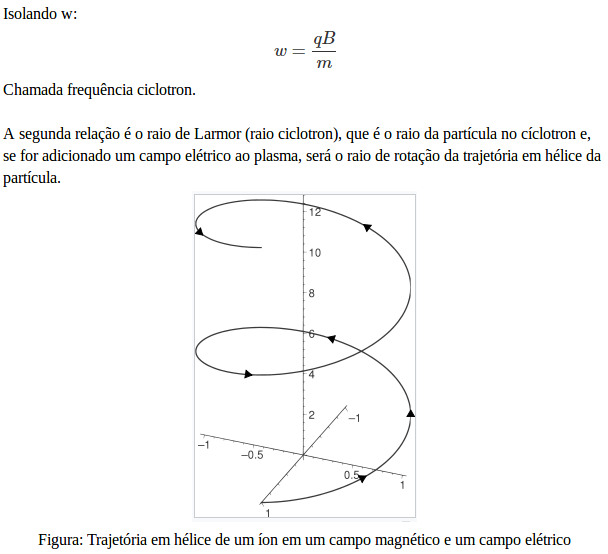 Isolando w:
w = qB / m
Chamada frequência ciclotron.
A segunda relação é o raio de Larmor (raio ciclotron), que é o raio da partícula no cíclotron e,
se for adicionado um campo elétrico ao plasma, será o raio de rotação da trajetória em hélice da
partícula.
12
10
8
6
4
2
−1
−1
−0.5
0.5
1
1
Figura: Trajetória em hélice de um íon em um campo magnético e um campo elétrico